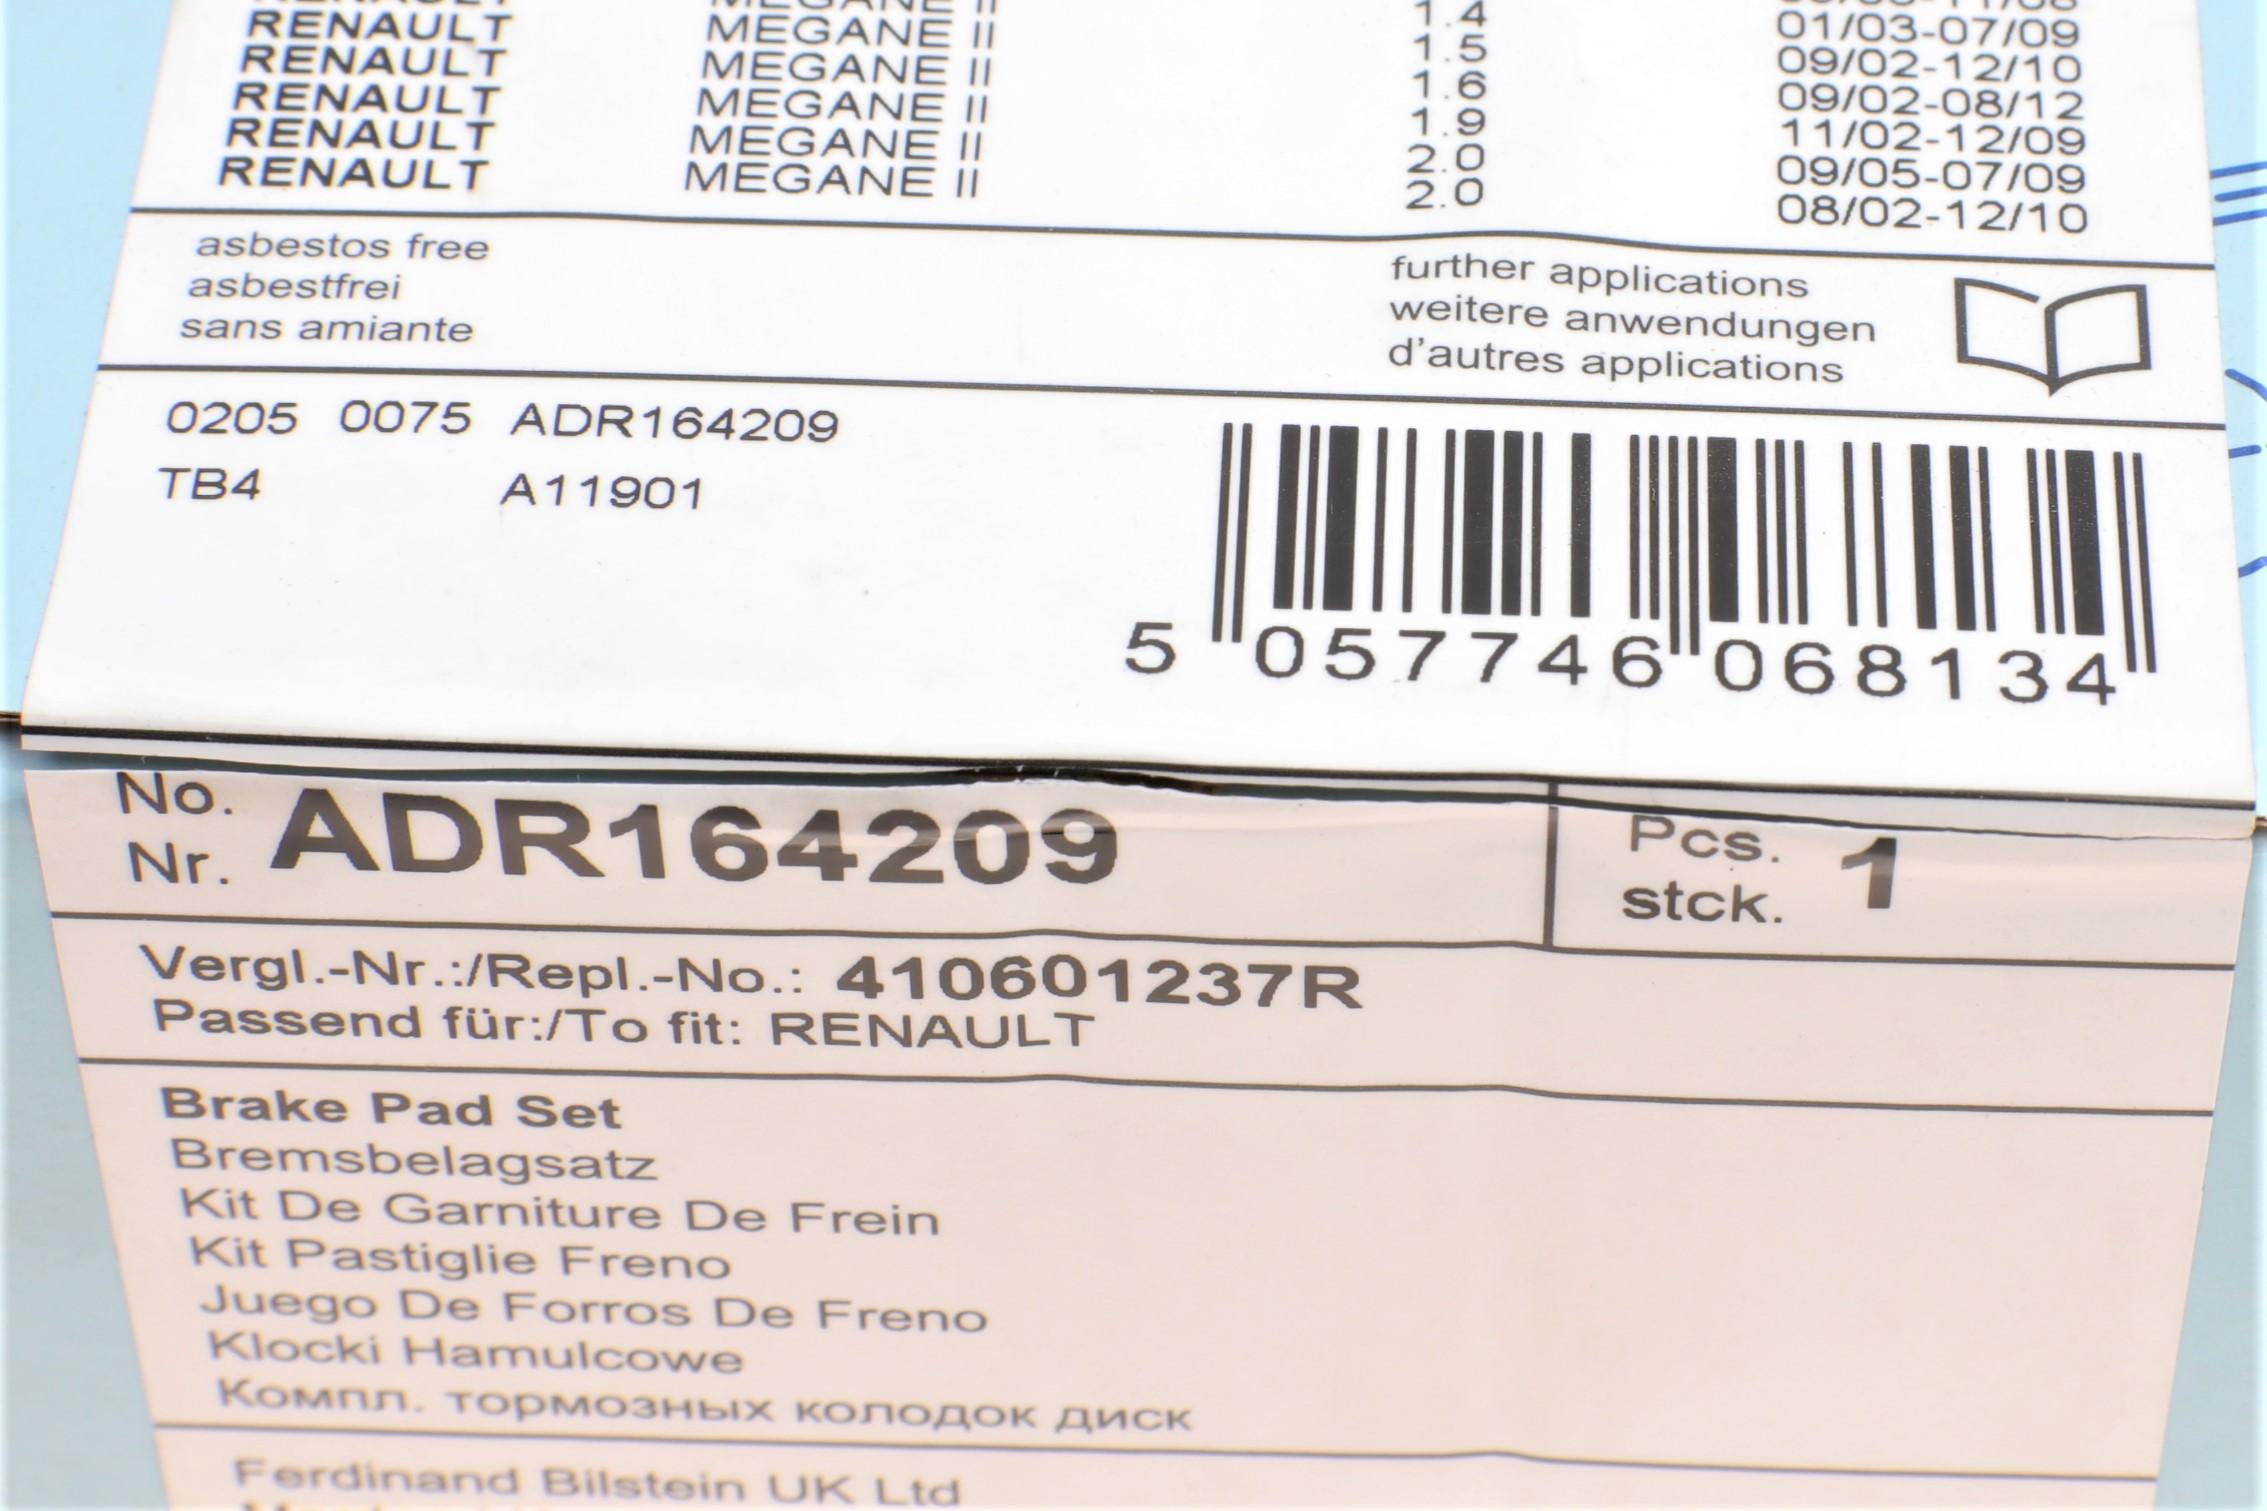 RENAULT MEGANE II 1.4 01/03-07/09
RENAULT MEGANE II 1.5 09/02-12/10
RENAULT MEGANE II 1.6 09/02-08/12
RENAULT MEGANE II 1.9 11/02-12/09
RENAULT MEGANE II 2.0 09/05-07/09
2.0 08/02-12/10
asbestos free
asbestfrei
sans amiante
further applications
weitere anwendungen
d'autres applications
0205 0075 ADR164209
TB4 A11901
5 057746 068134
No.
Nr. ADR164209
Pcs.
stck. 1
Vergl.-Nr.:/Repl.-No.: 410601237R
Passend für:/To fit: RENAULT
Brake Pad Set
Bremsbelagsatz
Kit De Garniture De Frein
Kit Pastiglie Freno
Juego De Forros De Freno
Klocki Hamulcowe
Компл. тормозных колодок диск
Ferdinand Bilstein UK Ltd